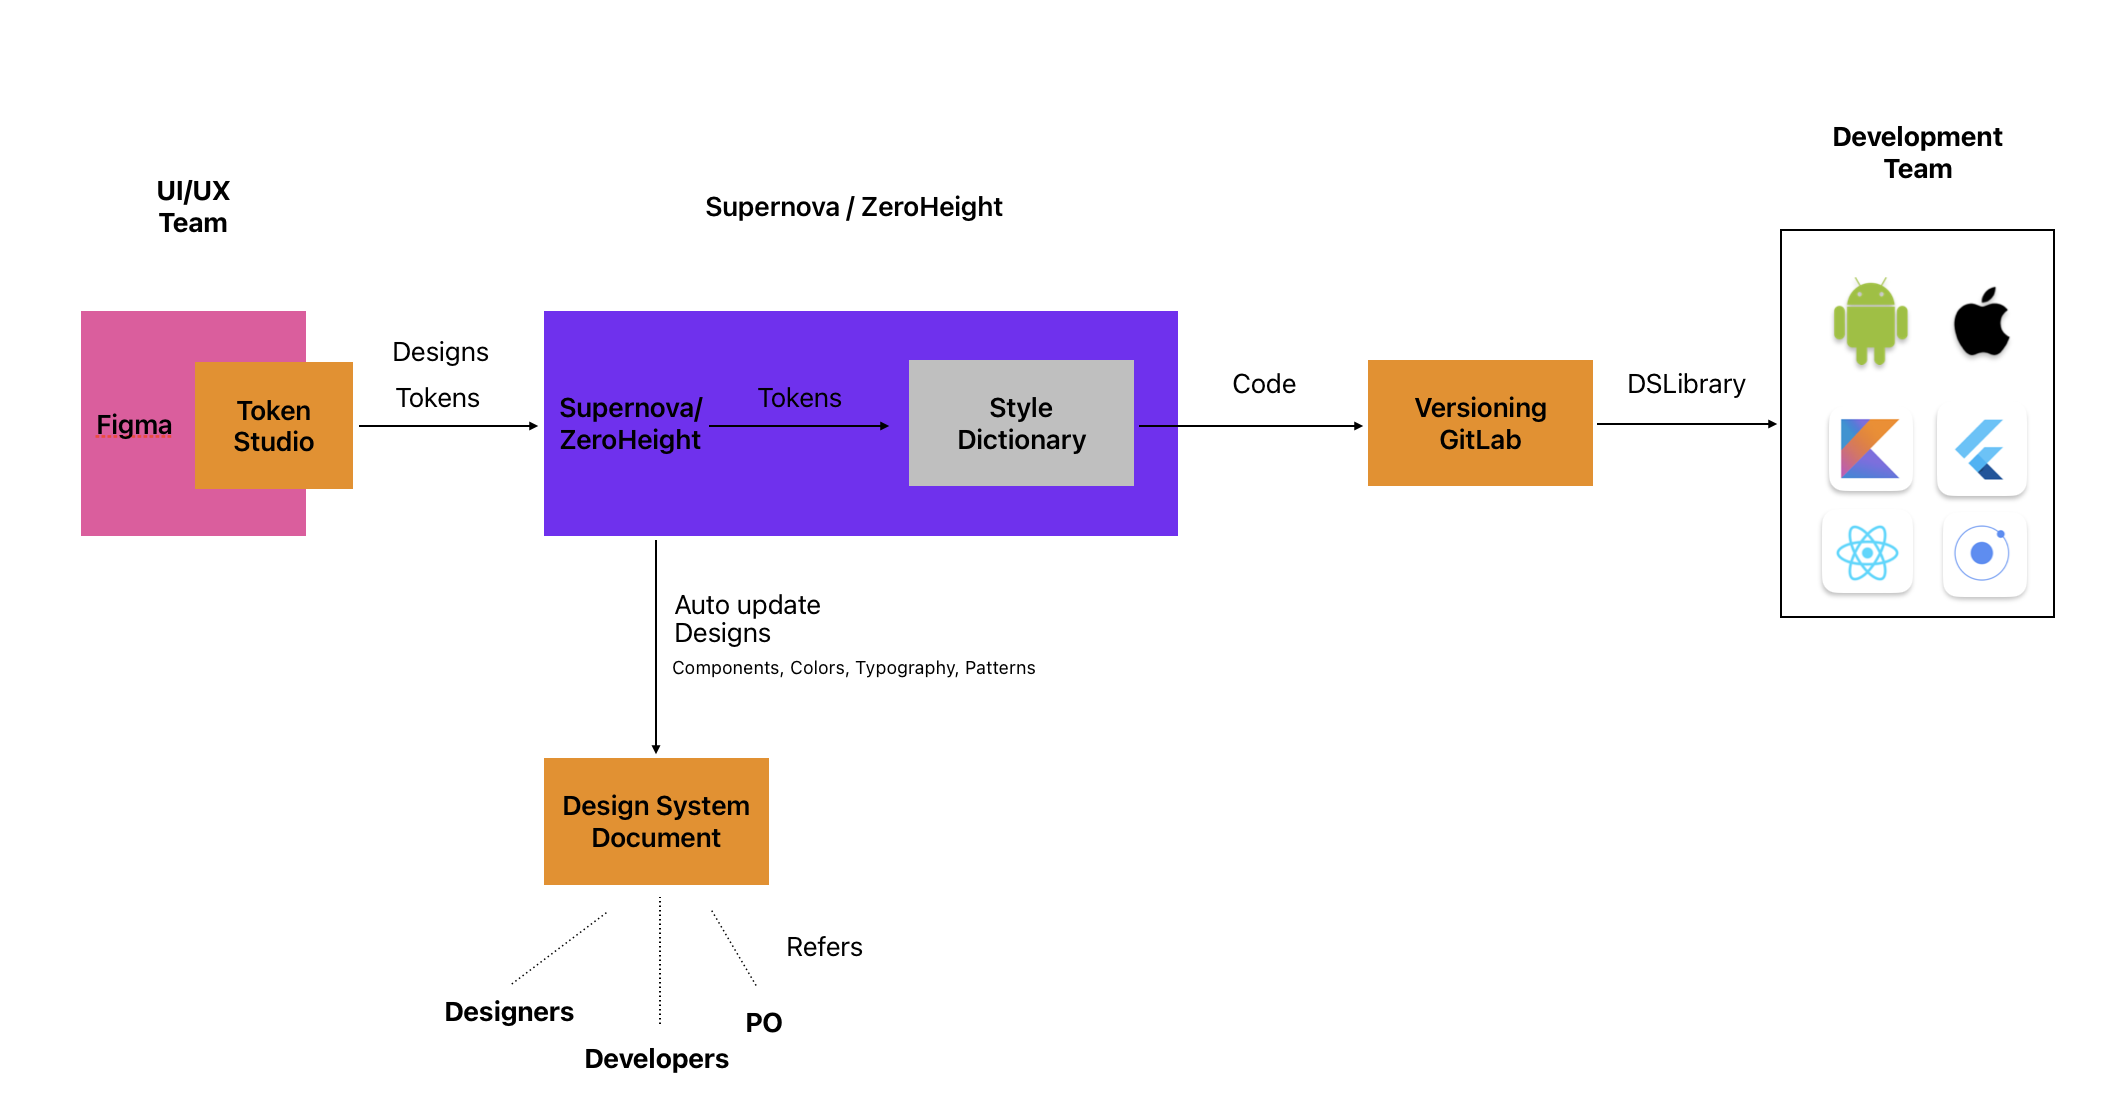 Development
Team
UI/UX
Team
Supernova / ZeroHeight
Designs
Tokens
Figma
Token
Studio
Supernova/
ZeroHeight
Tokens
Style
Dictionary
Code
Versioning
GitLab
DSLibrary
Auto update
Designs
Components, Colors, Typography, Patterns
Design System
Document
Refers
Designers
PO
Developers